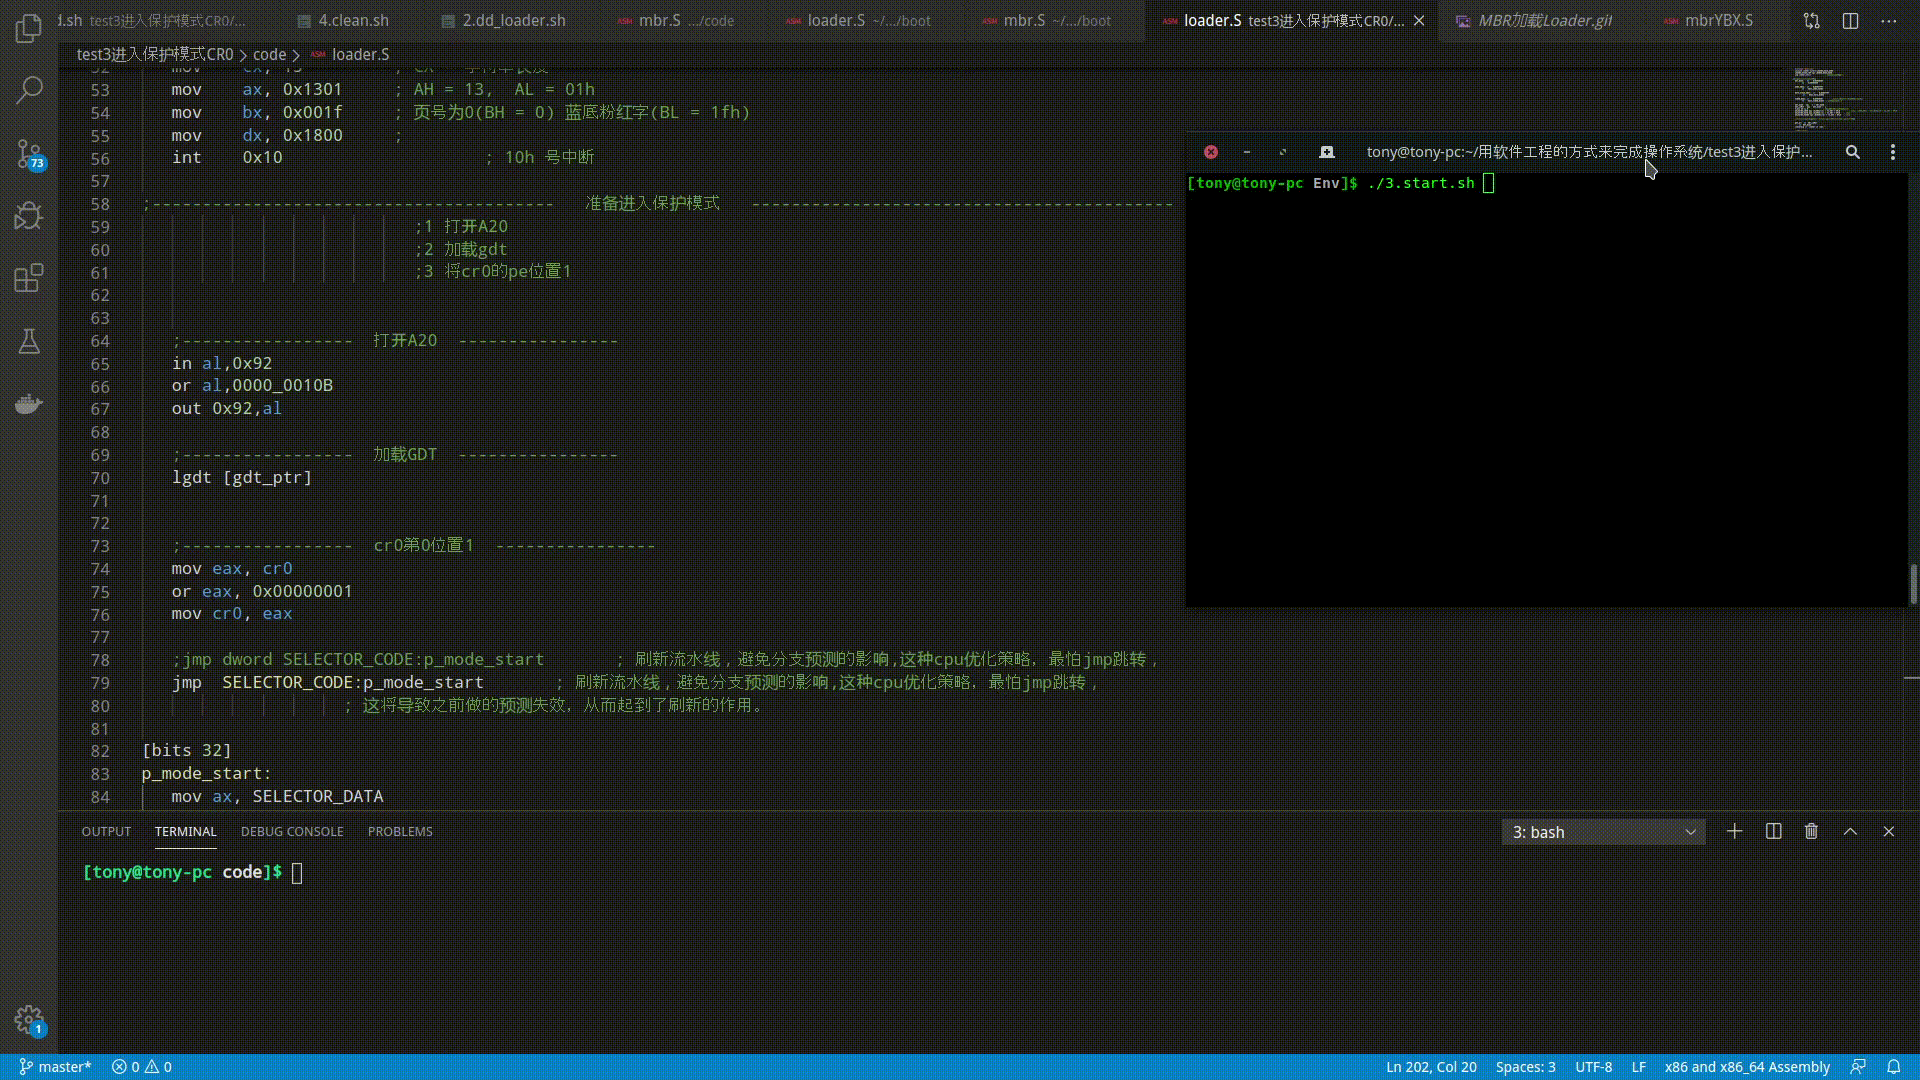 d.sh test3进入保护模式CR0/... 4.clean.sh 2.dd_loader.sh mbr.S .../code loader.S ~/.../boot mbr.S ~/.../boot loader.S test3进入保护模式CR0/... MBR加载Loader.gif mbrYBX.S
test3进入保护模式CR0 > code > loader.S
53 mov ax, 0x1301 ; AH = 13, AL = 01h
54 mov bx, 0x001f ; 页号为0(BH = 0) 蓝底粉红字(BL = 1fh)
55 mov dx, 0x1800 ;
56 int 0x10 ; 10h 号中断
57
58 ;---------------------------------------- 准备进入保护模式 ------------------------------------------
59 ;1 打开A20
60 ;2 加载gdt
61 ;3 将cr0的pe位置1
62
63
64 ;----------------- 打开A20 ----------------
65 in al,0x92
66 or al,0000_0010B
67 out 0x92,al
68
69 ;----------------- 加载GDT ----------------
70 lgdt [gdt_ptr]
71
72
73 ;----------------- cr0第0位置1 ----------------
74 mov eax, cr0
75 or eax, 0x00000001
76 mov cr0, eax
77
78 ;jmp dword SELECTOR_CODE:p_mode_start ; 刷新流水线，避免分支预测的影响,这种cpu优化策略，最怕jmp跳转，
79 jmp SELECTOR_CODE:p_mode_start ; 刷新流水线，避免分支预测的影响,这种cpu优化策略，最怕jmp跳转，
80 ; 这将导致之前做的预测失效，从而起到了刷新的作用。
81
82 [bits 32]
83 p_mode_start:
84 mov ax, SELECTOR_DATA
tony@tony-pc:~/用软件工程的方式来完成操作系统/test3进入保护...
[tony@tony-pc Env]$ ./3.start.sh
73
OUTPUT TERMINAL DEBUG CONSOLE PROBLEMS 3: bash
[tony@tony-pc code]$
1
master* 0 0 Ln 202, Col 20 Spaces: 3 UTF-8 LF x86 and x86_64 Assembly